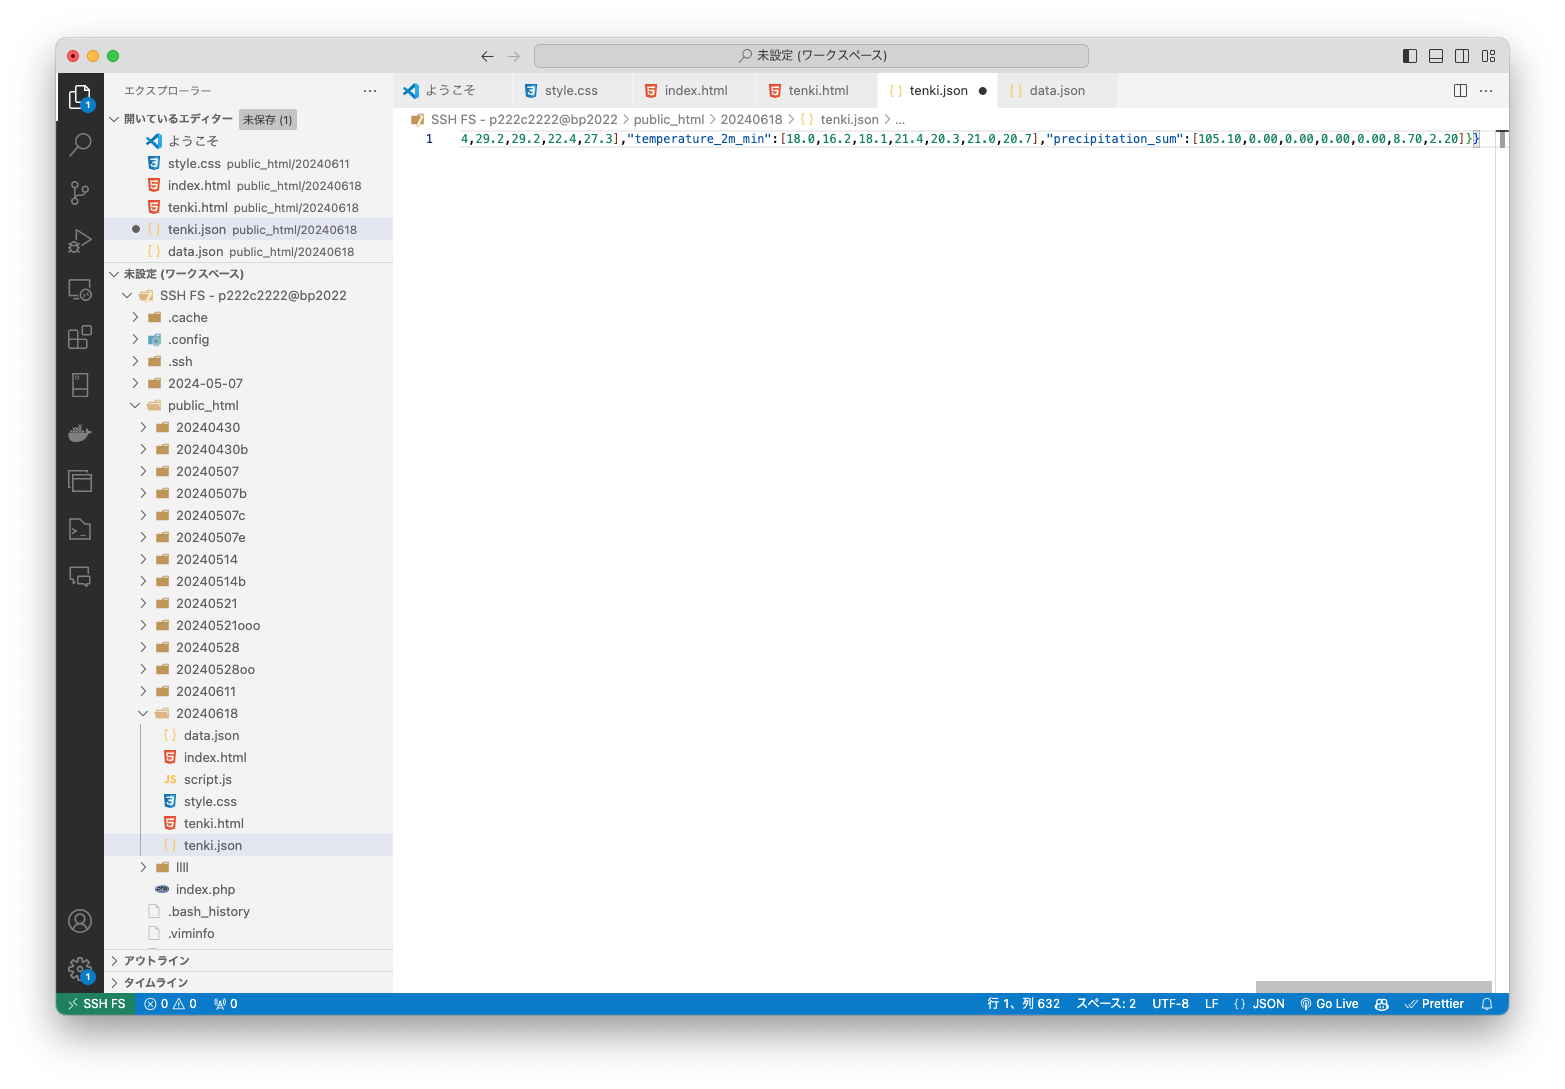 未設定 (ワークスペース)
エクスプローラー
開いているエディター 未保存 (1)
ようこそ
style.css public_html/20240611
index.html public_html/20240618
tenki.html public_html/20240618
tenki.json public_html/20240618
data.json public_html/20240618
未設定 (ワークスペース)
SSH FS - p222c2222@bp2022
.cache
.config
.ssh
2024-05-07
public_html
20240430
20240430b
20240507
20240507b
20240507c
20240507e
20240514
20240514b
20240521
20240521ooo
20240528
20240528oo
20240611
20240618
data.json
index.html
JS script.js
style.css
tenki.html
tenki.json
llll
index.php
.bash_history
.viminfo
アウトライン
タイムライン
ようこそ style.css index.html tenki.html tenki.json data.json
SSH FS - p222c2222@bp2022 > public_html > 20240618 > {} tenki.json > ...
1 4,29.2,29.2,22.4,27.3],"temperature_2m_min":[18.0,16.2,18.1,21.4,20.3,21.0,20.7],"precipitation_sum":[105.10,0.00,0.00,0.00,0.00,8.70,2.20]}}
1
1
SSH FS 0 0 0 行 1、列 632 スペース: 2 UTF-8 LF {} JSON Go Live Prettier